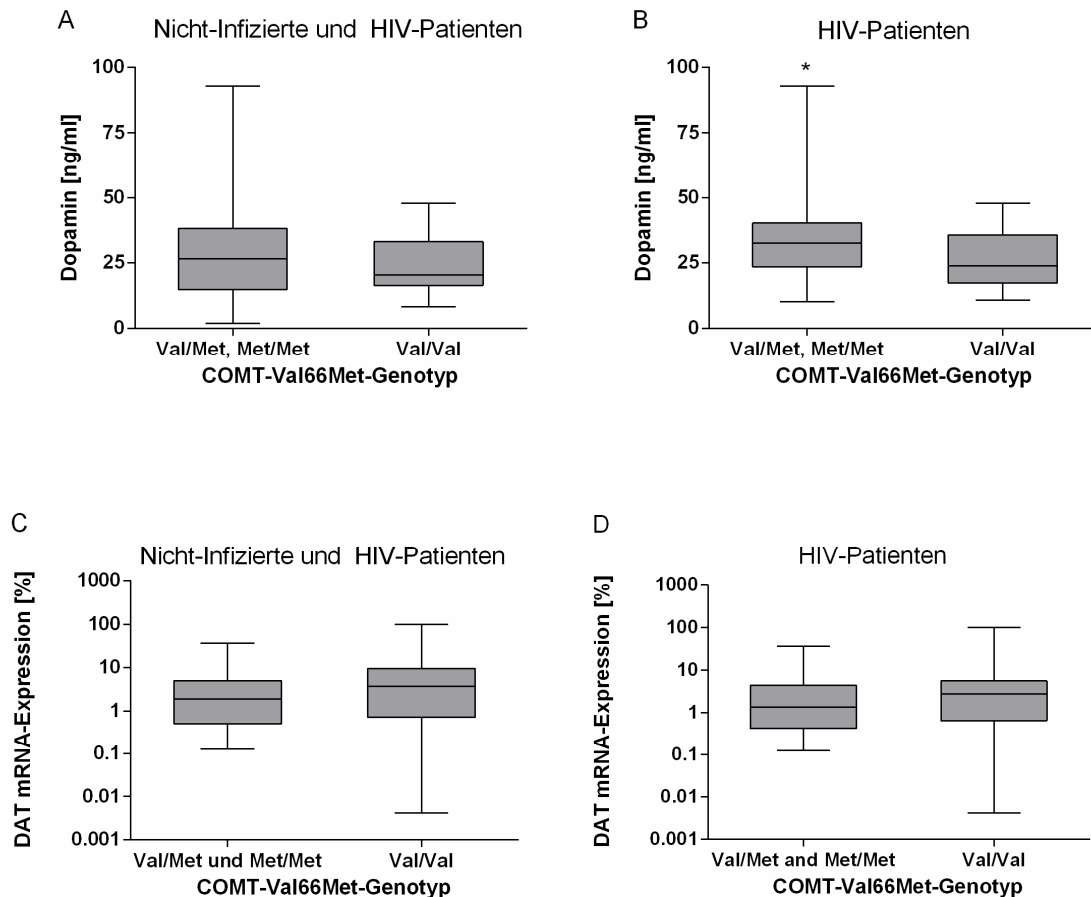 A
Nicht-Infizierte und HIV-Patienten
Dopamin [ng/ml]
100
75
50
25
0
Val/Met, Met/Met
Val/Val
COMT-Val66Met-Genotyp
B
HIV-Patienten
*
Dopamin [ng/ml]
100
75
50
25
0
Val/Met, Met/Met
Val/Val
COMT-Val66Met-Genotyp
C
Nicht-Infizierte und HIV-Patienten
DAT mRNA-Expression [%]
1000
100
10
1
0.1
0.01
0.001
Val/Met und Met/Met
Val/Val
COMT-Val66Met-Genotyp
D
HIV-Patienten
DAT mRNA-Expression [%]
1000
100
10
1
0.1
0.01
0.001
Val/Met and Met/Met
Val/Val
COMT-Val66Met-Genotyp